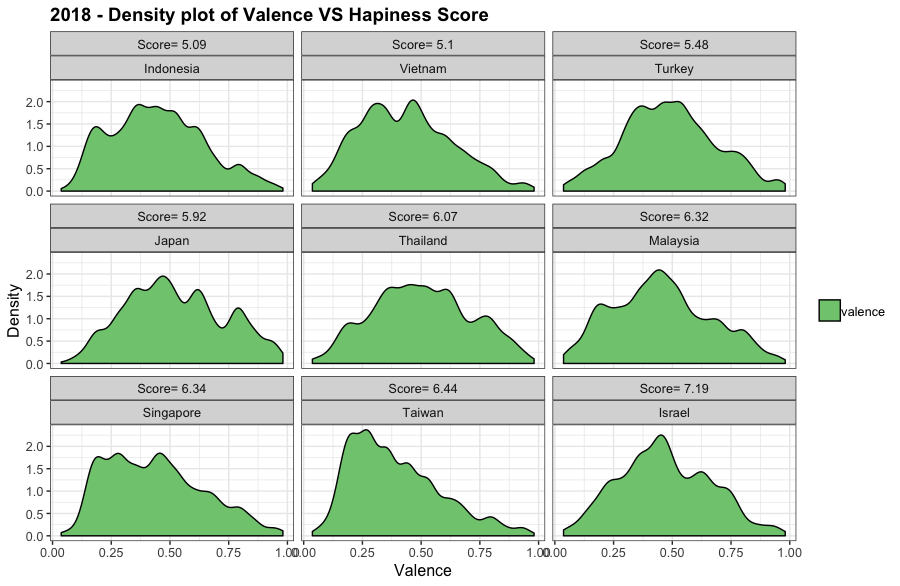 2018 - Density plot of Valence VS Hapiness Score
Score= 5.09
Indonesia
Score= 5.1
Vietnam
Score= 5.48
Turkey
2.0
1.5
1.0
0.5
0.0
Score= 5.92
Japan
Score= 6.07
Thailand
Score= 6.32
Malaysia
2.0
1.5
1.0
0.5
0.0
Density
valence
Score= 6.34
Singapore
Score= 6.44
Taiwan
Score= 7.19
Israel
2.0
1.5
1.0
0.5
0.0
0.00 0.25 0.50 0.75 1.00 0.00 0.25 0.50 0.75 1.00 0.00 0.25 0.50 0.75 1.00
Valence